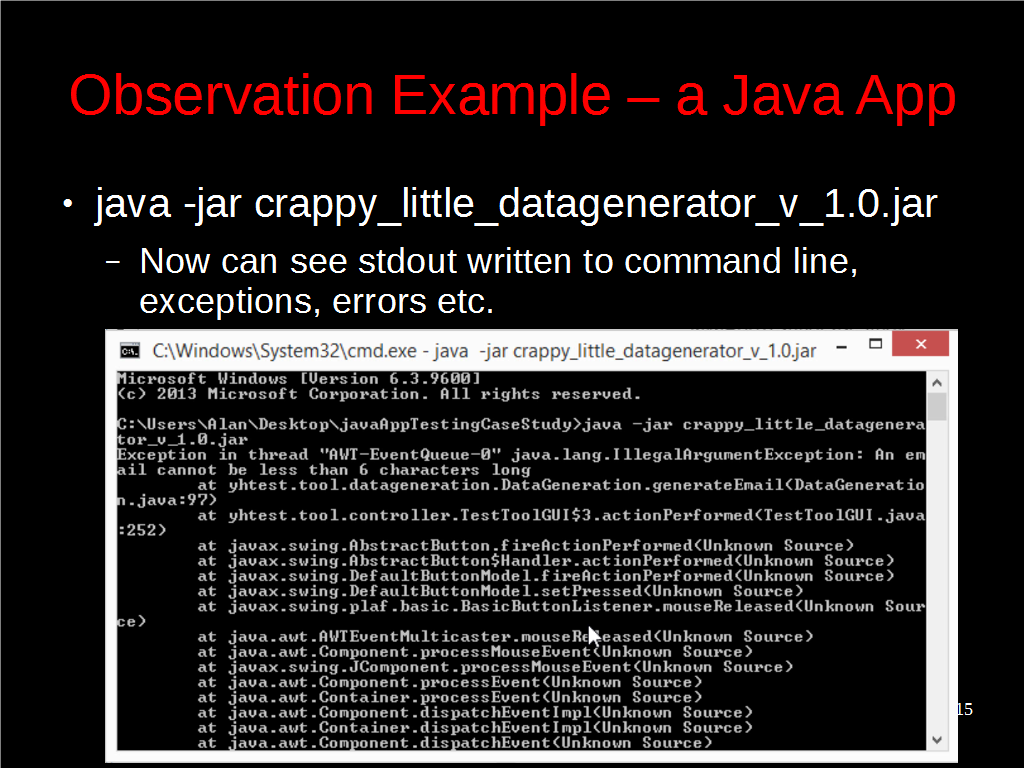 Observation Example – a Java App
• java -jar crappy_little_datagenerator_v_1.0.jar
– Now can see stdout written to command line,
exceptions, errors etc.
C:\Windows\System32\cmd.exe - java -jar crappy_little_datagenerator_v_1.0.jar
Microsoft Windows [Version 6.3.9600]
(c) 2013 Microsoft Corporation. All rights reserved.
C:\Users\Alan\Desktop\javaAppTestingCaseStudy>java -jar crappy_little_datagenera
tor_v_1.0.jar
Exception in thread "AWT-EventQueue-0" java.lang.IllegalArgumentException: An em
ail cannot be less than 6 characters long
at yhtest.tool.datageneration.DataGeneration.generateEmail(DataGeneratio
n.java:97)
at yhtest.tool.controller.TestToolGUI$3.actionPerformed(TestToolGUI.java
:252)
at javax.swing.AbstractButton.fireActionPerformed(Unknown Source)
at javax.swing.AbstractButton$Handler.actionPerformed(Unknown Source)
at javax.swing.DefaultButtonModel.fireActionPerformed(Unknown Source)
at javax.swing.DefaultButtonModel.setPressed(Unknown Source)
at javax.swing.plaf.basic.BasicButtonListener.mouseReleased(Unknown Sour
ce)
at java.awt.AWTEventMulticaster.mouseReleased(Unknown Source)
at java.awt.Component.processMouseEvent(Unknown Source)
at javax.swing.JComponent.processMouseEvent(Unknown Source)
at java.awt.Component.processEvent(Unknown Source)
at java.awt.Container.processEvent(Unknown Source)
at java.awt.Component.dispatchEventImpl(Unknown Source)
at java.awt.Container.dispatchEventImpl(Unknown Source)
at java.awt.Component.dispatchEvent(Unknown Source)
15